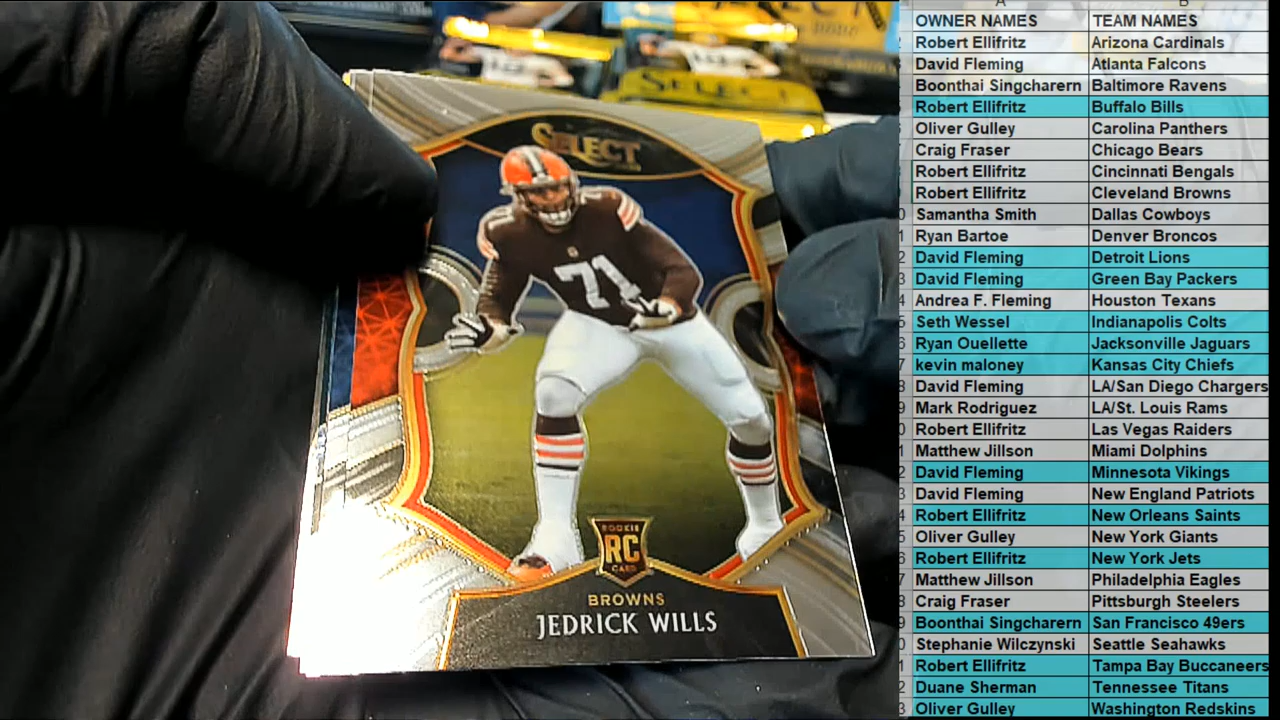 SELECT
SELECT
71
71
ROOKIE
RC
CARD
BROWNS
JEDRICK WILLS
A B
OWNER NAMES TEAM NAMES
Robert Ellifritz Arizona Cardinals
David Fleming Atlanta Falcons
Boonthai Singcharern Baltimore Ravens
Robert Ellifritz Buffalo Bills
Oliver Gulley Carolina Panthers
Craig Fraser Chicago Bears
Robert Ellifritz Cincinnati Bengals
Robert Ellifritz Cleveland Browns
Samantha Smith Dallas Cowboys
Ryan Bartoe Denver Broncos
David Fleming Detroit Lions
David Fleming Green Bay Packers
Andrea F. Fleming Houston Texans
Seth Wessel Indianapolis Colts
Ryan Ouellette Jacksonville Jaguars
kevin maloney Kansas City Chiefs
David Fleming LA/San Diego Chargers
Mark Rodriguez LA/St. Louis Rams
Robert Ellifritz Las Vegas Raiders
Matthew Jillson Miami Dolphins
David Fleming Minnesota Vikings
David Fleming New England Patriots
Robert Ellifritz New Orleans Saints
Oliver Gulley New York Giants
Robert Ellifritz New York Jets
Matthew Jillson Philadelphia Eagles
Craig Fraser Pittsburgh Steelers
Boonthai Singcharern San Francisco 49ers
Stephanie Wilczynski Seattle Seahawks
Robert Ellifritz Tampa Bay Buccaneers
Duane Sherman Tennessee Titans
Oliver Gulley Washington Redskins